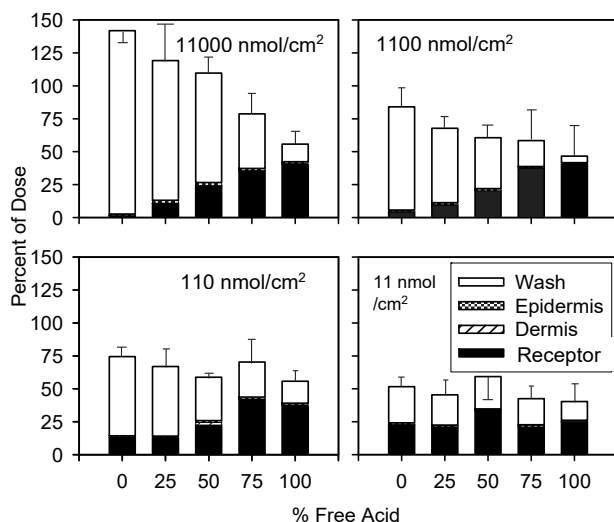 150
125
100
75
50
25
0
11000 nmol/cm²
1100 nmol/cm²
Percent of Dose
150
125
100
75
50
25
0
110 nmol/cm²
11 nmol
/cm²
Wash
Epidermis
Dermis
Receptor
0 25 50 75 100
0 25 50 75 100
% Free Acid